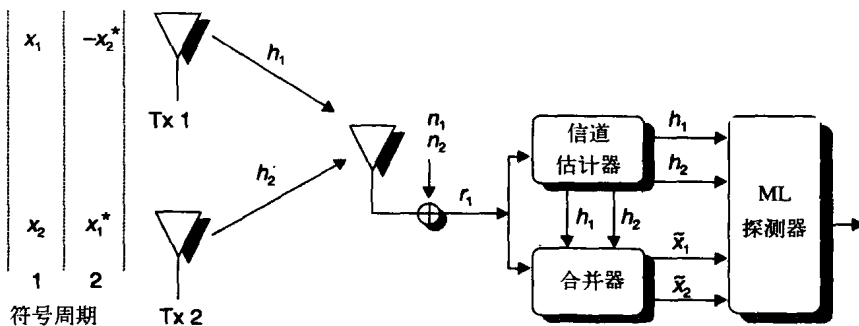 x₁ -x₂*
Tx 1
h₁
x₂ x₁*
1 2
符号周期
Tx 2
h₂
n₁
n₂
r₁
信道
估计器
h₁
h₂
h₁ h₂
合并器
x̃₁
x̃₂
ML
探测器